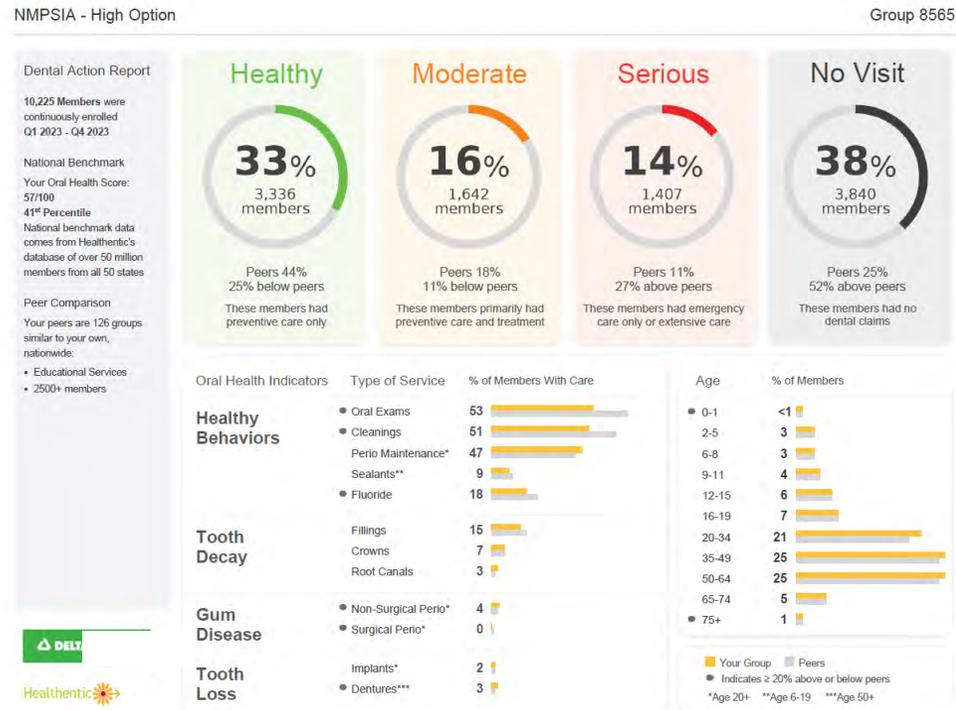 NMPSIA - High Option
Group 8565
Dental Action Report
10,225 Members were
continuously enrolled
Q1 2023 - Q4 2023
National Benchmark
Your Oral Health Score:
57/100
41st Percentile
National benchmark data
comes from Healthentic's
database of over 50 million
members from all 50 states
Peer Comparison
Your peers are 126 groups
similar to your own,
nationwide:
• Educational Services
• 2500+ members
DELT
Healthentic
Healthy
33%
3,336
members
Peers 44%
25% below peers
These members had
preventive care only
Moderate
16%
1,642
members
Peers 18%
11% below peers
These members primarily had
preventive care and treatment
Serious
14%
1,407
members
Peers 11%
27% above peers
These members had emergency
care only or extensive care
No Visit
38%
3,840
members
Peers 25%
52% above peers
These members had no
dental claims
Oral Health Indicators Type of Service % of Members With Care
Healthy
Behaviors
• Oral Exams 53
• Cleanings 51
Perio Maintenance* 47
Sealants** 9
• Fluoride 18
Tooth
Decay
Fillings 15
Crowns 7
Root Canals 3
Gum
Disease
• Non-Surgical Perio* 4
• Surgical Perio* 0
Tooth
Loss
Implants* 2
• Dentures*** 3
Age % of Members
• 0-1 <1
2-5 3
6-8 3
9-11 4
12-15 6
16-19 7
20-34 21
35-49 25
50-64 25
65-74 5
• 75+ 1
Your Group Peers
• Indicates ≥ 20% above or below peers
*Age 20+ **Age 6-19 ***Age 50+